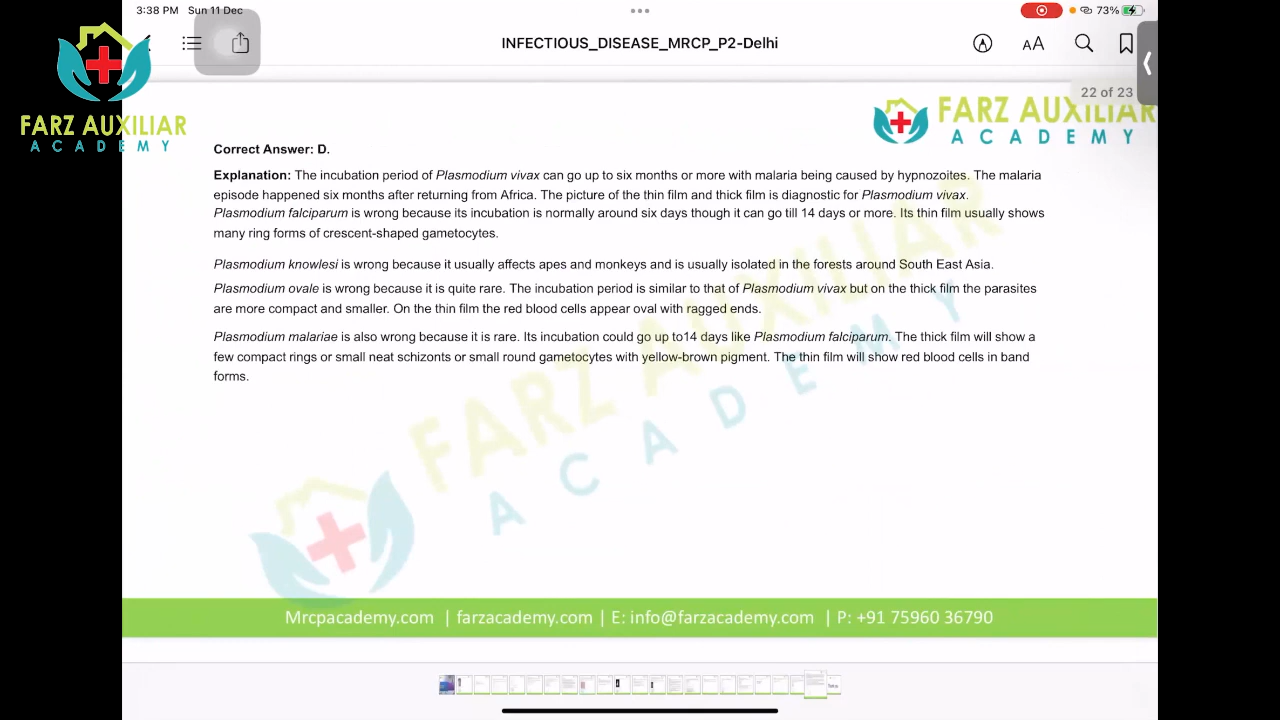 3:38 PM Sun 11 Dec
73%
INFECTIOUS_DISEASE_MRCP_P2-Delhi
AA
22 of 23
FARZ AUXILIAR
ACADEMY
FARZ AUXILIAR
ACADEMY
Correct Answer: D.
Explanation: The incubation period of Plasmodium vivax can go up to six months or more with malaria being caused by hypnozoites. The malaria
episode happened six months after returning from Africa. The picture of the thin film and thick film is diagnostic for Plasmodium vivax.
Plasmodium falciparum is wrong because its incubation is normally around six days though it can go till 14 days or more. Its thin film usually shows
many ring forms of crescent-shaped gametocytes.
Plasmodium knowlesi is wrong because it usually affects apes and monkeys and is usually isolated in the forests around South East Asia.
Plasmodium ovale is wrong because it is quite rare. The incubation period is similar to that of Plasmodium vivax but on the thick film the parasites
are more compact and smaller. On the thin film the red blood cells appear oval with ragged ends.
Plasmodium malariae is also wrong because it is rare. Its incubation could go up to14 days like Plasmodium falciparum. The thick film will show a
few compact rings or small neat schizonts or small round gametocytes with yellow-brown pigment. The thin film will show red blood cells in band
forms.
FARZ AUXILIAR
ACADEMY
Mrcpacademy.com | farzacademy.com | E: info@farzacademy.com | P: +91 75960 36790